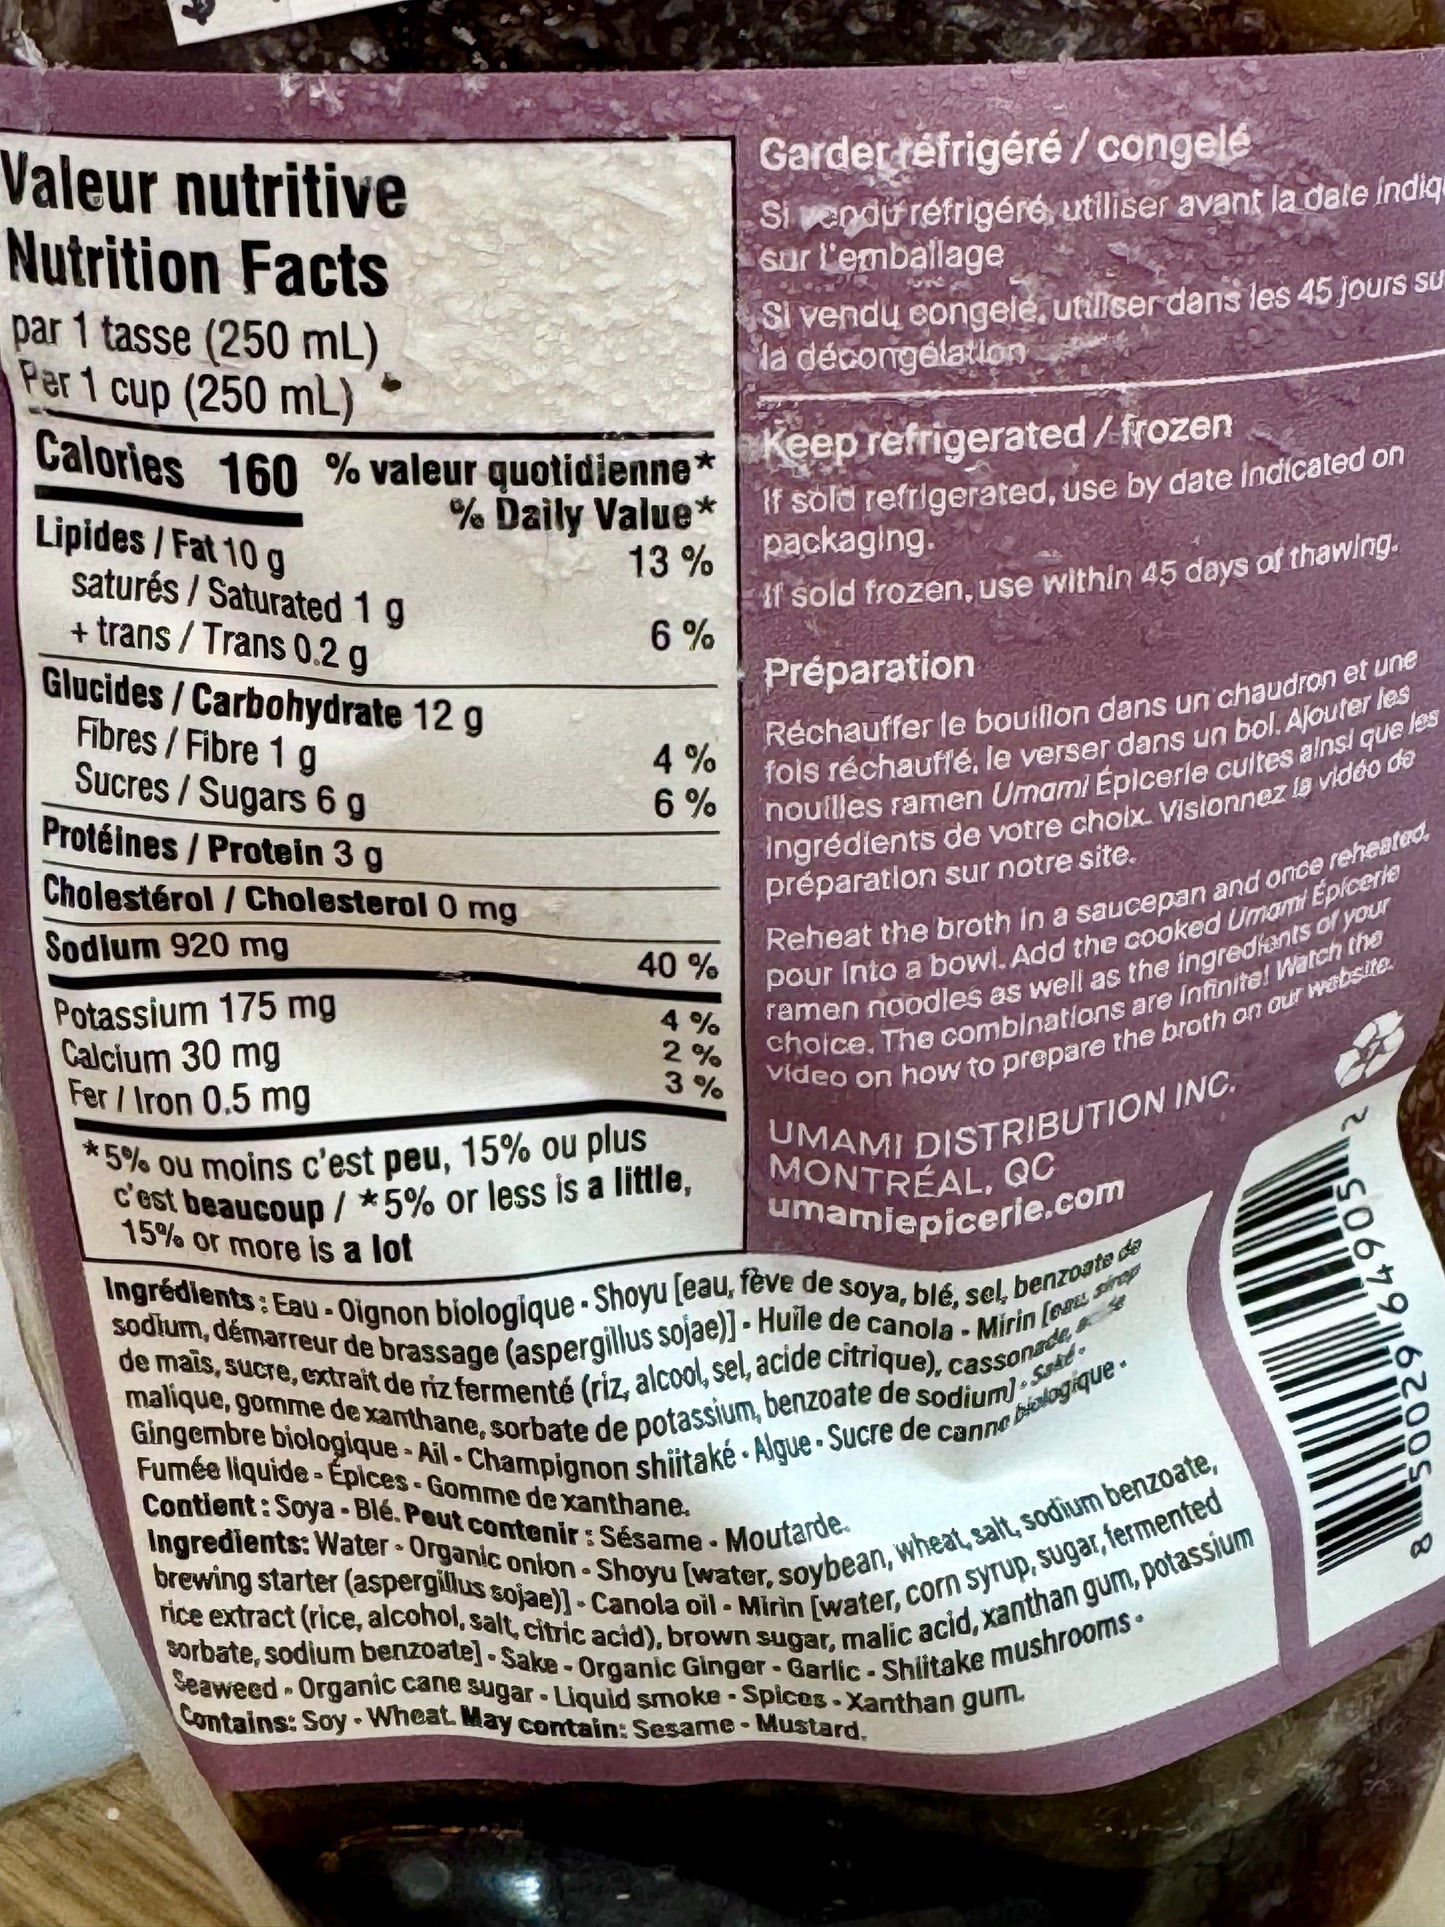 Valeur nutritive
Nutrition Facts
par 1 tasse (250 mL)
Per 1 cup (250 mL)
Calories 160 % valeur quotidienne*
% Daily Value*
Lipides / Fat 10 g 13 %
saturés / Saturated 1 g
+ trans / Trans 0.2 g 6 %
Glucides / Carbohydrate 12 g
Fibres / Fibre 1 g 4 %
Sucres / Sugars 6 g 6 %
Protéines / Protein 3 g
Cholestérol / Cholesterol 0 mg
Sodium 920 mg 40 %
Potassium 175 mg 4 %
Calcium 30 mg 2 %
Fer / Iron 0.5 mg 3 %
*5% ou moins c'est peu, 15% ou plus
c'est beaucoup / *5% or less is a little,
15% or more is a lot
Garder réfrigéré / congelé
Si vendu réfrigéré, utiliser avant la date indiq
sur l'emballage
Si vendu congelé, utiliser dans les 45 jours su
la décongélation
Keep refrigerated / frozen
If sold refrigerated, use by date indicated on
packaging.
If sold frozen, use within 45 days of thawing.
Préparation
Réchauffer le bouillon dans un chaudron et une
fois réchauffé, le verser dans un bol. Ajouter les
nouilles ramen Umami Épicerie cuites ainsi que les
ingrédients de votre choix. Visionnez la vidéo de
préparation sur notre site.
Reheat the broth in a saucepan and once reheated,
pour into a bowl. Add the cooked Umami Épicerie
ramen noodles as well as the ingredients of your
choice. The combinations are infinite! Watch the
video on how to prepare the broth on our website.
UMAMI DISTRIBUTION INC.
MONTRÉAL, QC
umamiepicerie.com
Ingrédients : Eau - Oignon biologique - Shoyu [eau, fève de soya, blé, sel, benzoate de
sodium, démarreur de brassage (aspergillus sojae)] - Huile de canola - Mirin [eau, sirop
de maïs, sucre, extrait de riz fermenté (riz, alcool, sel, acide citrique), cassonade,
malique, gomme de xanthane, sorbate de potassium, benzoate de sodium] - Saké -
Gingembre biologique - Ail - Champignon shiitaké - Algue - Sucre de canne biologique -
Fumée liquide - Épices - Gomme de xanthane.
Contient : Soya - Blé. Peut contenir : Sésame - Moutarde.
Ingredients: Water - Organic onion - Shoyu [water, soybean, wheat, salt, sodium benzoate,
brewing starter (aspergillus sojae)] - Canola oil - Mirin [water, corn syrup, sugar, fermented
rice extract (rice, alcohol, salt, citric acid), brown sugar, malic acid, xanthan gum, potassium
sorbate, sodium benzoate] - Sake - Organic Ginger - Garlic - Shiitake mushrooms -
Seaweed - Organic cane sugar - Liquid smoke - Spices - Xanthan gum.
Contains: Soy - Wheat. May contain: Sesame - Mustard.
8 50029 64905 2